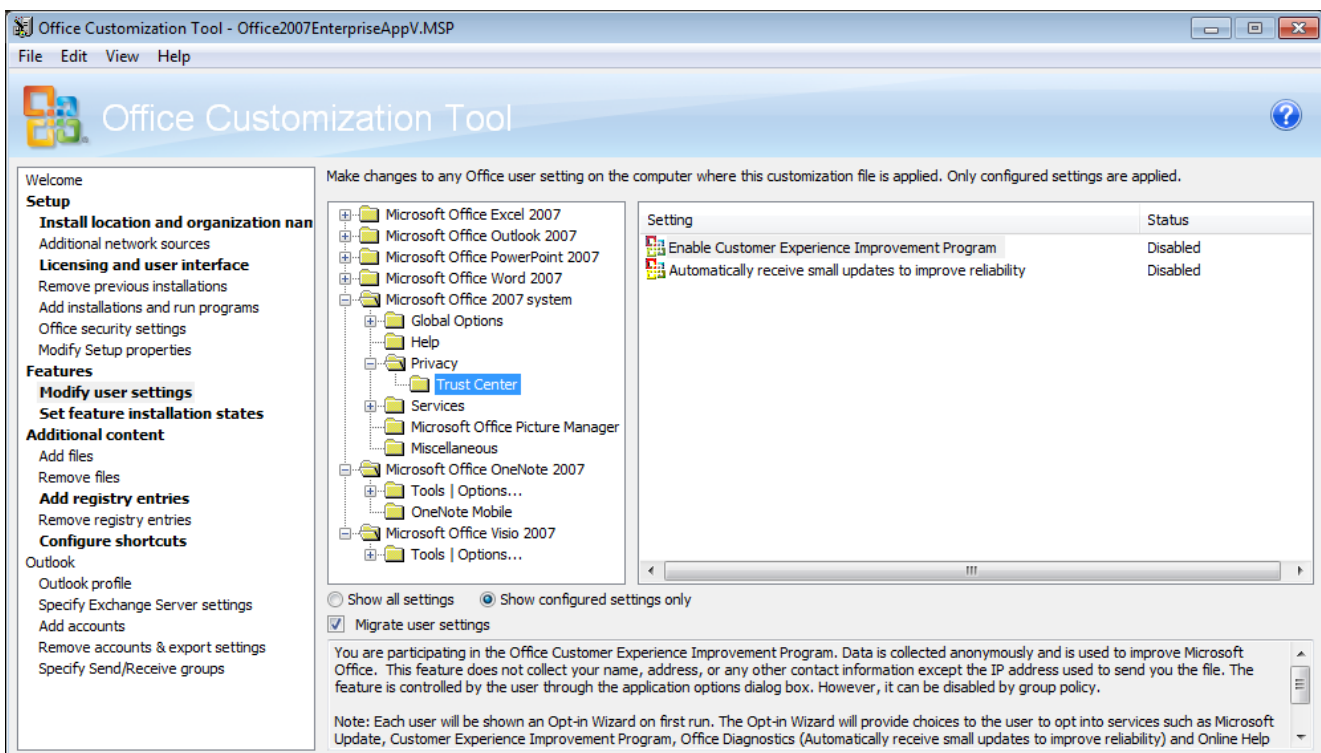 Office Customization Tool - Office2007EnterpriseAppV.MSP
File Edit View Help
Office Customization Tool
Make changes to any Office user setting on the computer where this customization file is applied. Only configured settings are applied.
Welcome
Setup
Install location and organization nan
Additional network sources
Licensing and user interface
Remove previous installations
Add installations and run programs
Office security settings
Modify Setup properties
Features
Modify user settings
Set feature installation states
Additional content
Add files
Remove files
Add registry entries
Remove registry entries
Configure shortcuts
Outlook
Outlook profile
Specify Exchange Server settings
Add accounts
Remove accounts & export settings
Specify Send/Receive groups
Microsoft Office Excel 2007
Microsoft Office Outlook 2007
Microsoft Office PowerPoint 2007
Microsoft Office Word 2007
Microsoft Office 2007 system
Global Options
Help
Privacy
Trust Center
Services
Microsoft Office Picture Manager
Miscellaneous
Microsoft Office OneNote 2007
Tools | Options...
OneNote Mobile
Microsoft Office Visio 2007
Tools | Options...
Setting Status
Enable Customer Experience Improvement Program Disabled
Automatically receive small updates to improve reliability Disabled
Show all settings Show configured settings only
Migrate user settings
You are participating in the Office Customer Experience Improvement Program. Data is collected anonymously and is used to improve Microsoft
Office. This feature does not collect your name, address, or any other contact information except the IP address used to send you the file. The
feature is controlled by the user through the application options dialog box. However, it can be disabled by group policy.
Note: Each user will be shown an Opt-in Wizard on first run. The Opt-in Wizard will provide choices to the user to opt into services such as Microsoft
Update, Customer Experience Improvement Program, Office Diagnostics (Automatically receive small updates to improve reliability) and Online Help